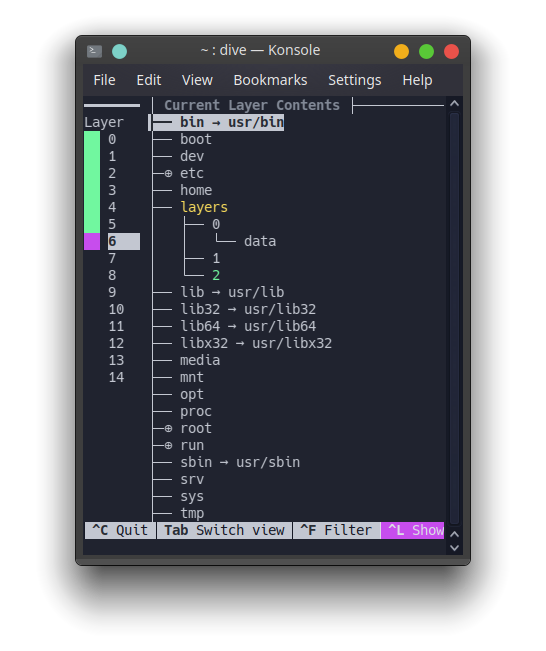 ~ : dive — Konsole
File Edit View Bookmarks Settings Help
Current Layer Contents
Layer bin → usr/bin
0 boot
1 dev
2 ⊕ etc
3 home
4 layers
5 0
6 data
7 1
8 2
9 lib → usr/lib
10 lib32 → usr/lib32
11 lib64 → usr/lib64
12 libx32 → usr/libx32
13 media
14 mnt
opt
proc
⊕ root
⊕ run
sbin → usr/sbin
srv
sys
tmp
^C Quit Tab Switch view ^F Filter ^L Show